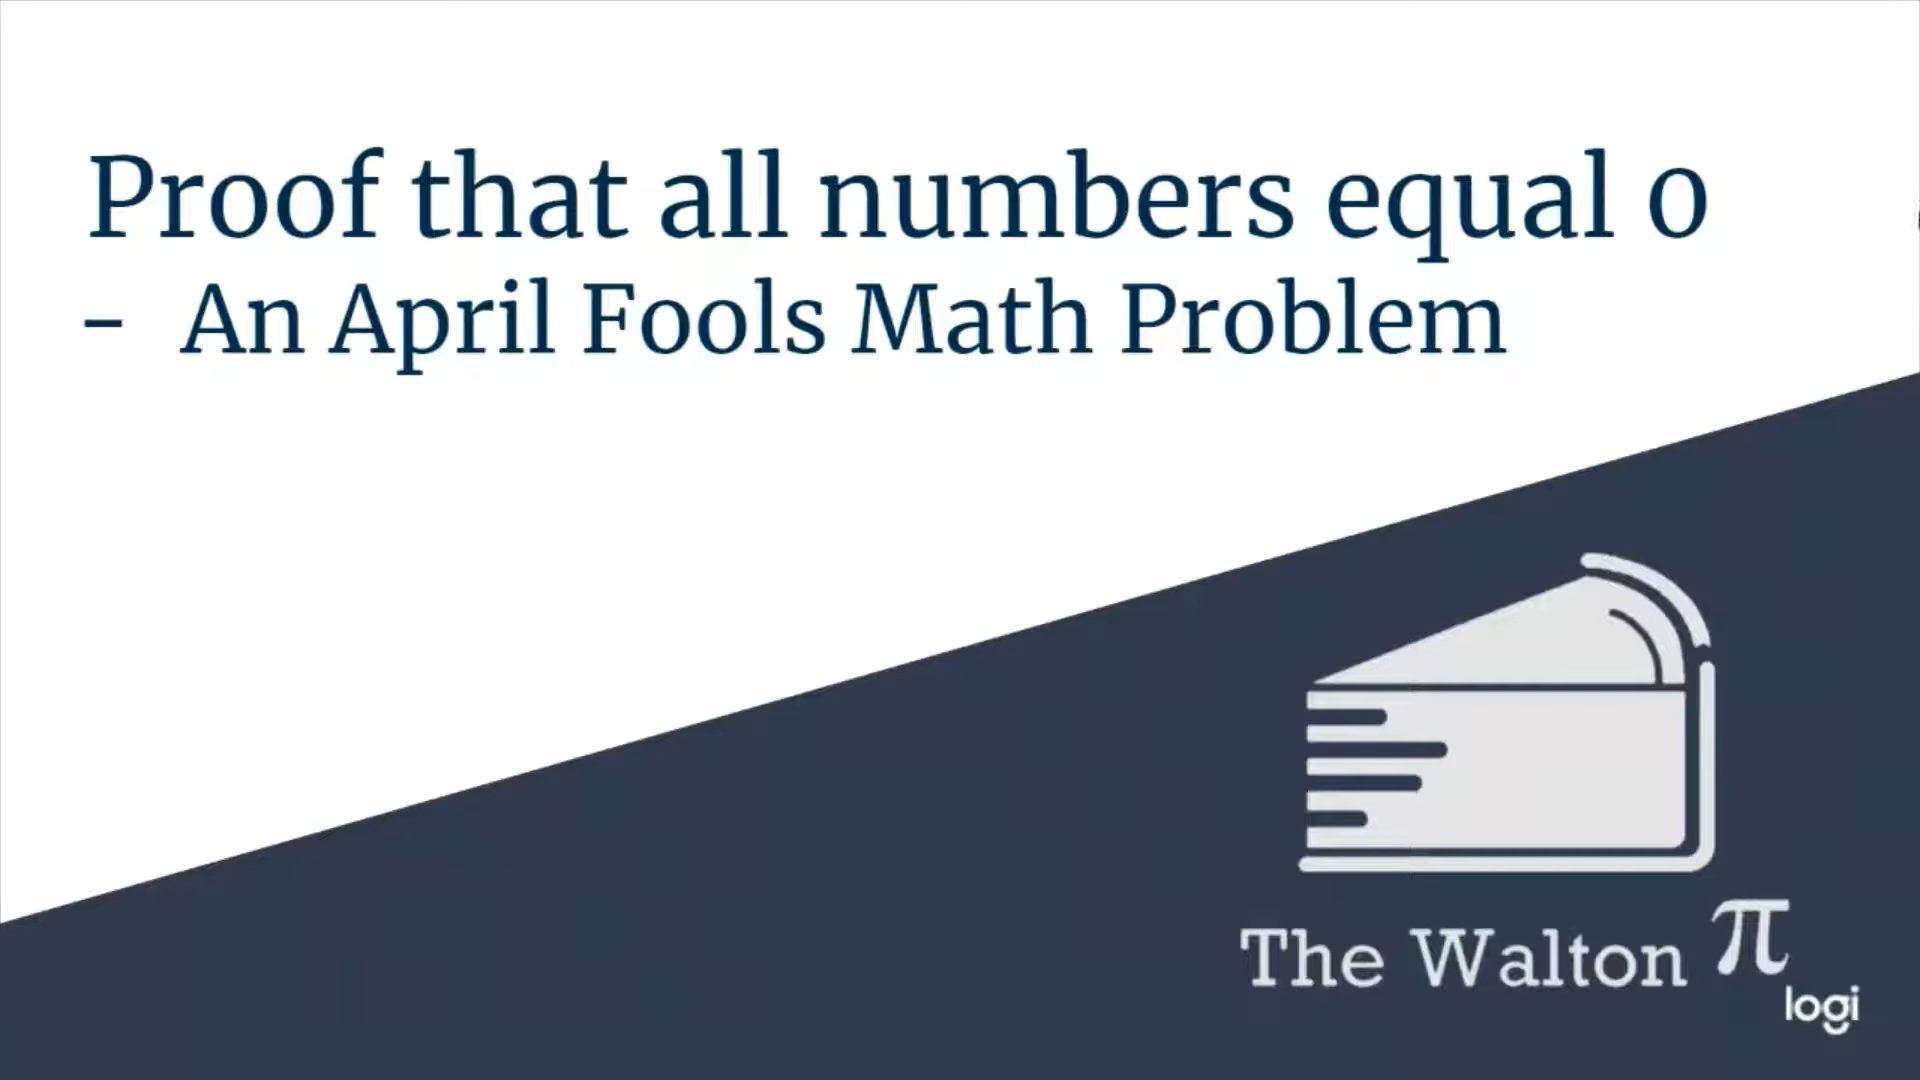 Proof that all numbers equal 0
- An April Fools Math Problem
The Walton π
logi